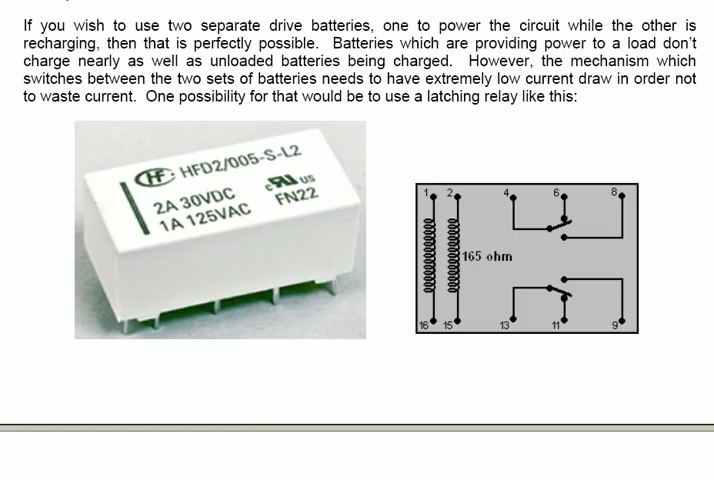 If you wish to use two separate drive batteries, one to power the circuit while the other is
recharging, then that is perfectly possible. Batteries which are providing power to a load don't
charge nearly as well as unloaded batteries being charged. However, the mechanism which
switches between the two sets of batteries needs to have extremely low current draw in order not
to waste current. One possibility for that would be to use a latching relay like this:
HF HFD2/005-S-L2
2A 30VDC c RU US
1A 125VAC FN22
1 2 4 6 8
165 ohm
16 15 13 11 9